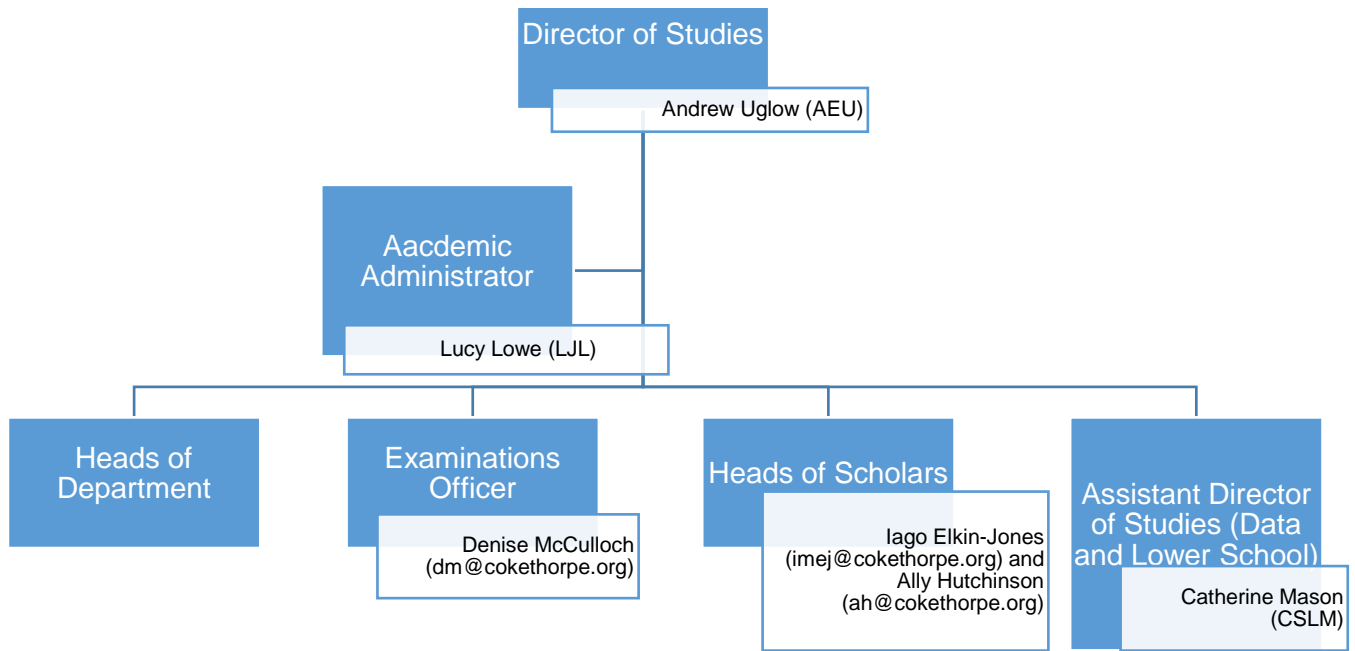 Director of Studies
Andrew Uglow (AEU)
Aacdemic
Administrator
Lucy Lowe (LJL)
Heads of
Department
Examinations
Officer
Denise McCulloch
(dm@cokethorpe.org)
Heads of Scholars
Iago Elkin-Jones
(imej@cokethorpe.org) and
Ally Hutchinson
(ah@cokethorpe.org)
Assistant Director
of Studies (Data
and Lower School)
Catherine Mason
(CSLM)